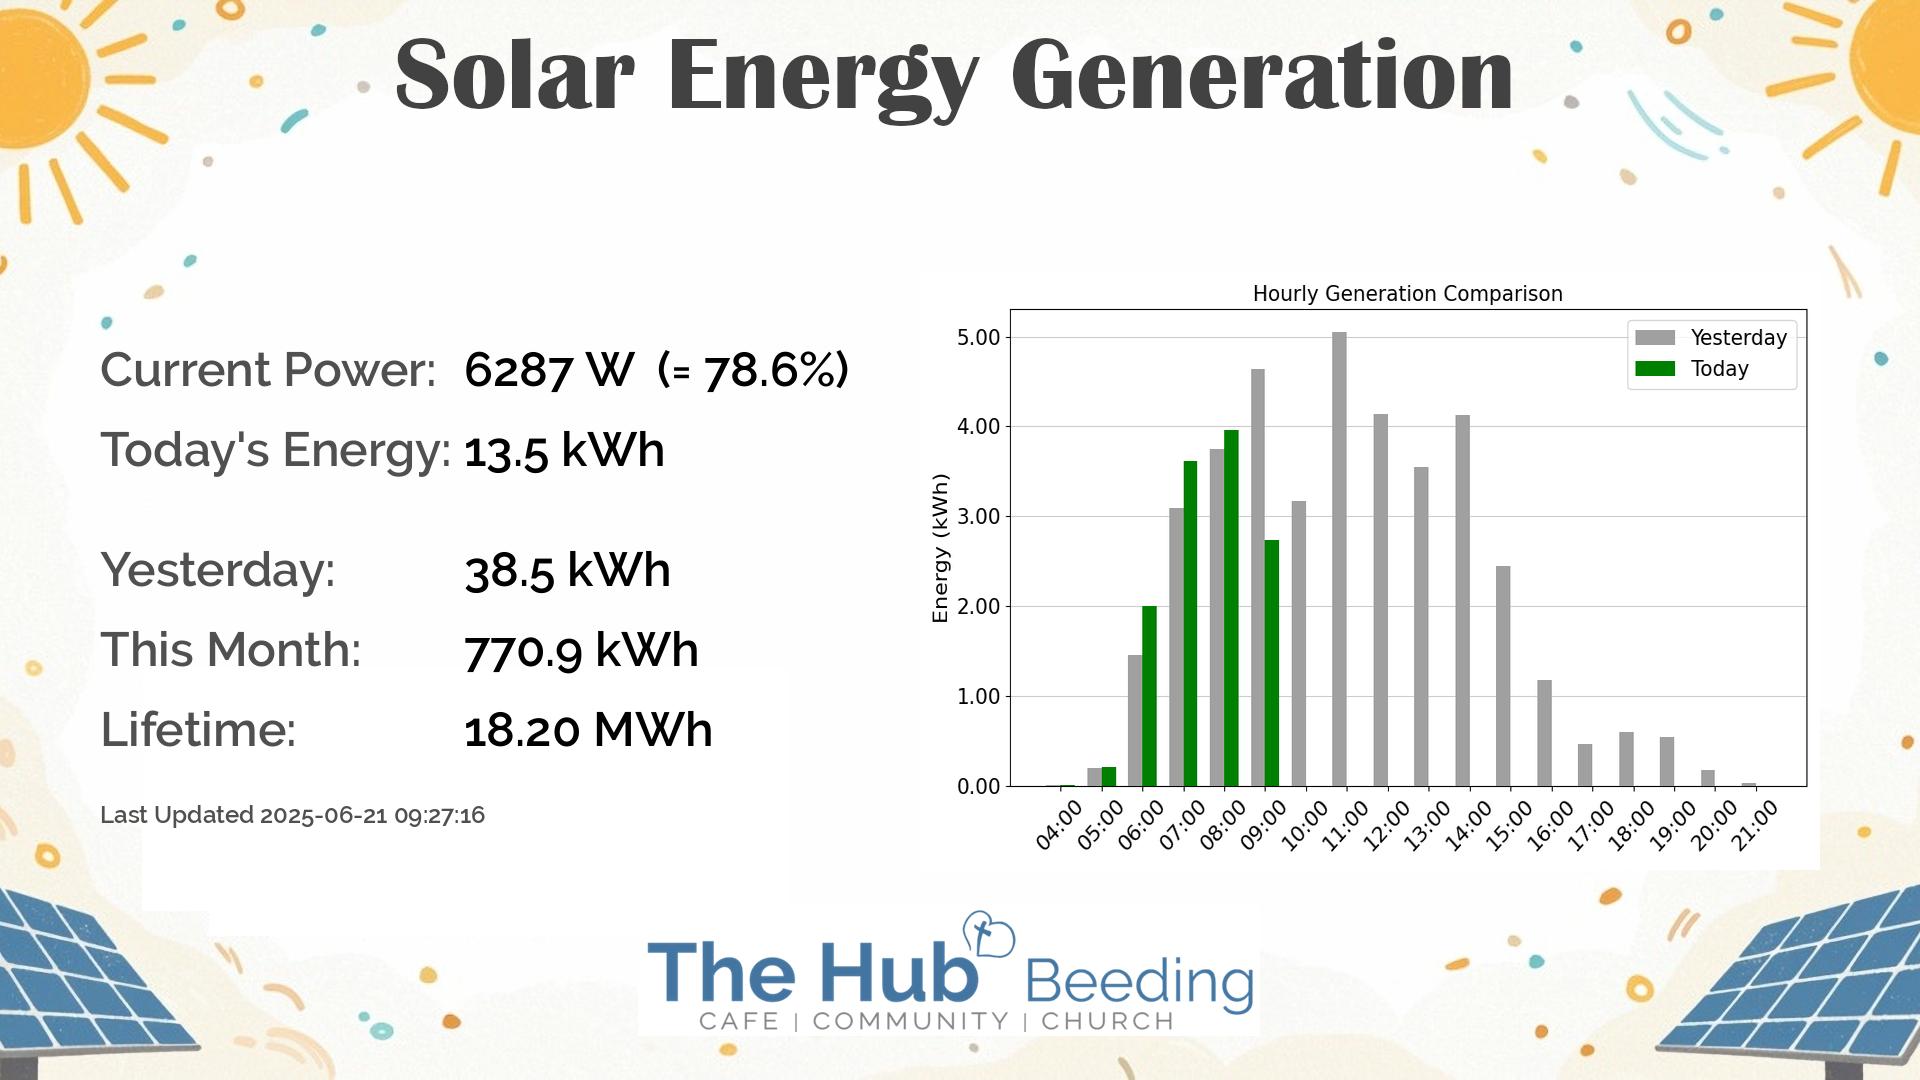 Solar Energy Generation
Current Power: 6287 W (= 78.6%)
Today's Energy: 13.5 kWh
Yesterday: 38.5 kWh
This Month: 770.9 kWh
Lifetime: 18.20 MWh
Last Updated 2025-06-21 09:27:16
Hourly Generation Comparison
Yesterday
Today
Energy (kWh)
5.00
4.00
3.00
2.00
1.00
0.00
04:00 05:00 06:00 07:00 08:00 09:00 10:00 11:00 12:00 13:00 14:00 15:00 16:00 17:00 18:00 19:00 20:00 21:00
The Hub Beeding
CAFE | COMMUNITY | CHURCH